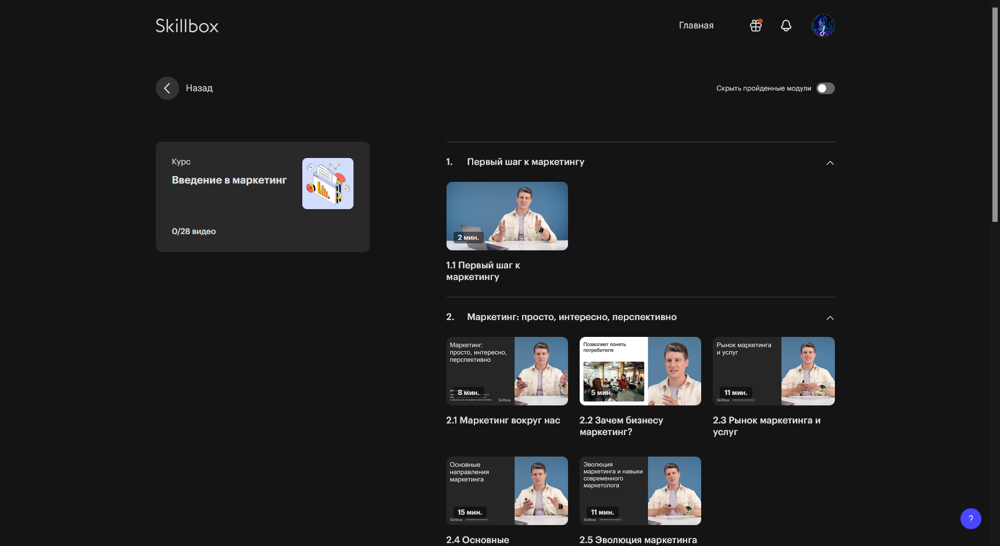 Skillbox
Главная
Назад
Скрыть пройденные модули
Курс
Введение в маркетинг
0/28 видео
1. Первый шаг к маркетингу
2 мин.
1.1 Первый шаг к
маркетингу
2. Маркетинг: просто, интересно, перспективно
Маркетинг:
просто, интересно,
перспективно
8 мин.
Skillbox
2.1 Маркетинг вокруг нас
Позволяет понять
потребителя
5 мин.
2.2 Зачем бизнесу
маркетинг?
Рынок маркетинга
и услуг
11 мин.
Skillbox
2.3 Рынок маркетинга и
услуг
Основные
направления
маркетинга
15 мин.
Skillbox
2.4 Основные
Эволюция
маркетинга и навыки
современного
маркетолога
11 мин.
Skillbox
2.5 Эволюция маркетинга
?